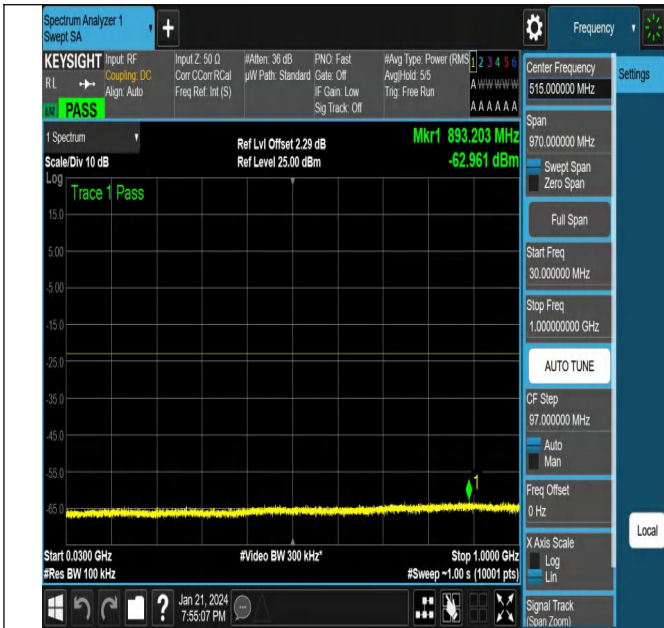 Spectrum Analyzer 1
Swept SA
+
Frequency
KEYSIGHT
RL
PASS
Input: RF
Coupling: DC
Align: Auto
Input Z: 50 Ω
Corr CCorr RCal
Freq Ref: Int (S)
#Atten: 36 dB
µW Path: Standard
PNO: Fast
Gate: Off
IF Gain: Low
Sig Track: Off
#Avg Type: Power (RMS
Avg|Hold: 5/5
Trig: Free Run
1 2 3 4 5 6
A W W W W W
A A A A A A
1 Spectrum
Scale/Div 10 dB
Ref Lvl Offset 2.29 dB
Ref Level 25.00 dBm
Mkr1 893.203 MHz
-62.961 dBm
Log
Trace 1 Pass
15.0
5.00
-5.00
-15.0
-25.0
-35.0
-45.0
-55.0
-65.0
1
Start 0.0300 GHz
#Res BW 100 kHz
#Video BW 300 kHz*
Stop 1.0000 GHz
#Sweep ~1.00 s (10001 pts)
Center Frequency
515.000000 MHz
Settings
Span
970.000000 MHz
Swept Span
Zero Span
Full Span
Start Freq
30.000000 MHz
Stop Freq
1.000000000 GHz
AUTO TUNE
CF Step
97.000000 MHz
Auto
Man
Freq Offset
0 Hz
X Axis Scale
Log
Lin
Local
Signal Track
(Span Zoom)
?
Jan 21, 2024
7:55:07 PM